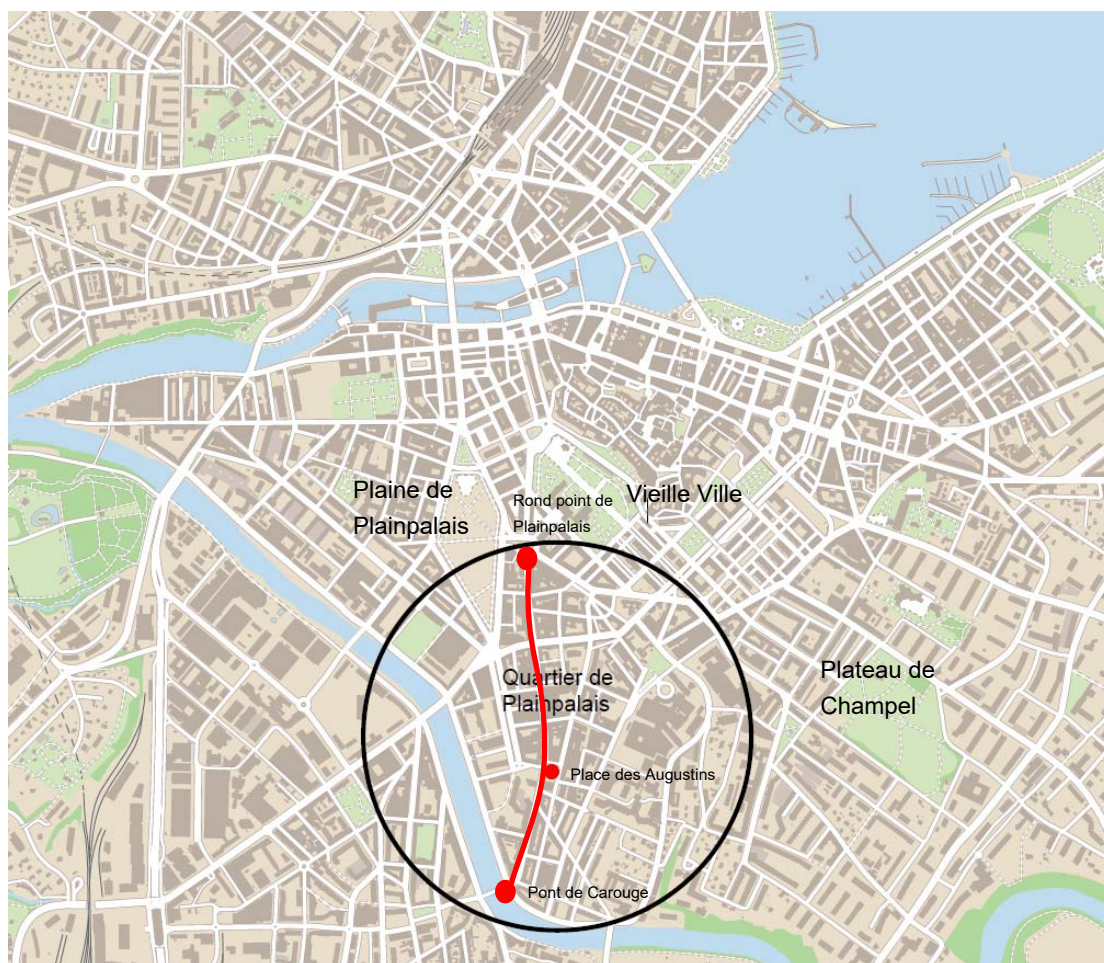 Plaine de
Plainpalais
Rond point de
Plainpalais
Vieille Ville
Quartier de
Plainpalais
Plateau de
Champel
Place des Augustins
Pont de Carouge